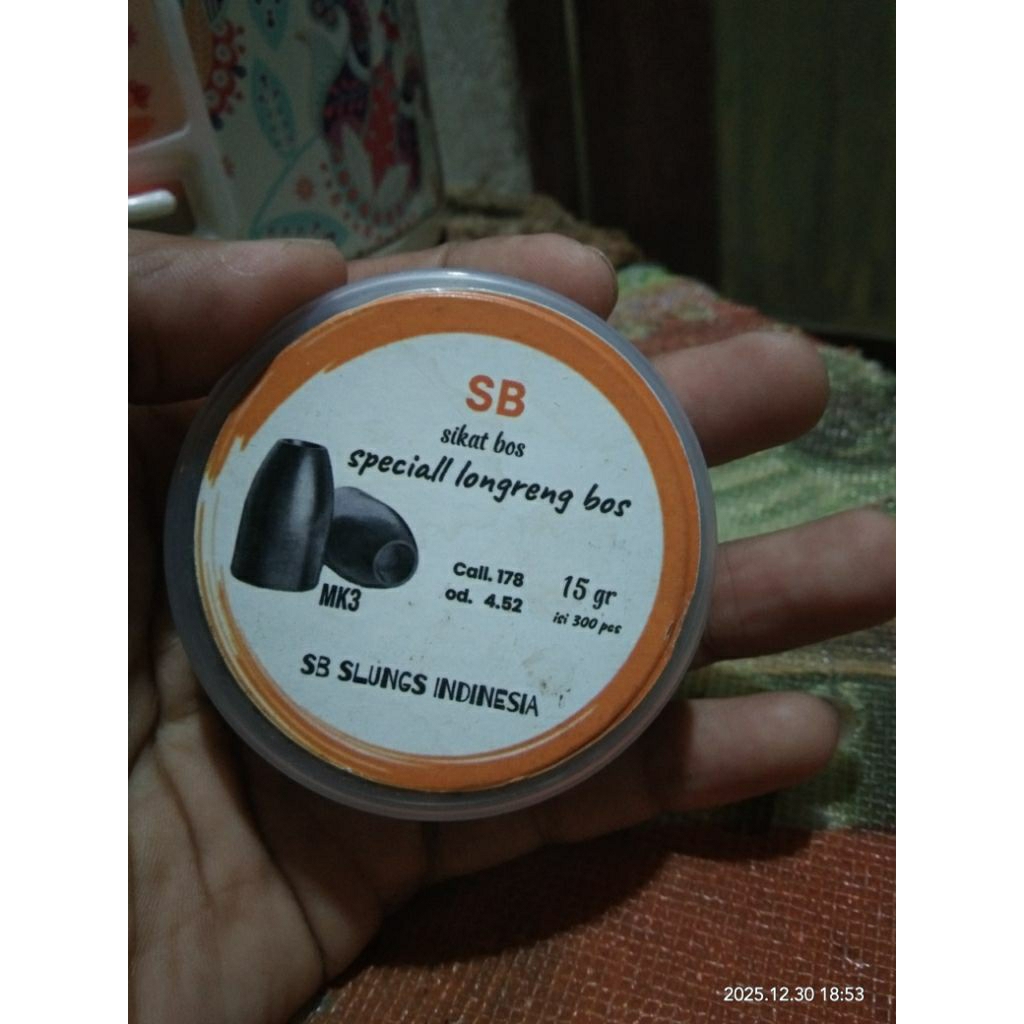 SB
sikat bos
speciall longreng bos
MK3
Call. 178
od. 4.52
15 gr
isi 300 pcs
SB SLUNGS INDINESIA
2025.12.30 18:53